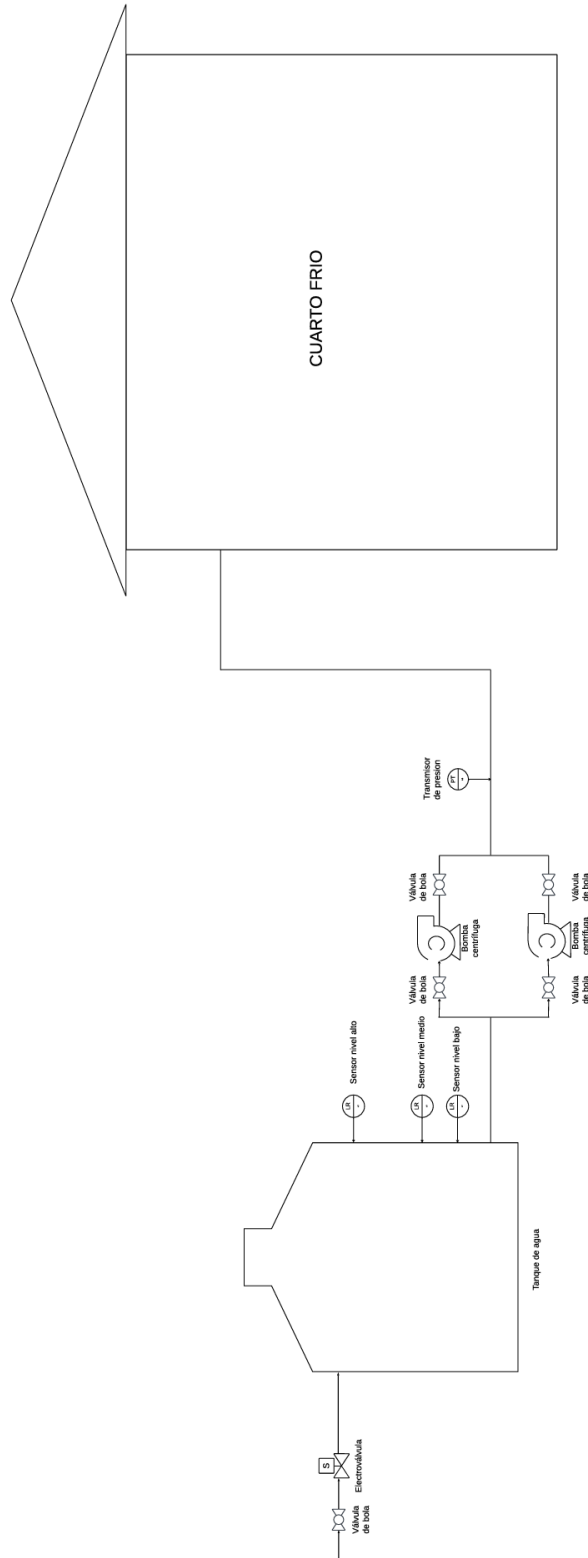 Válvula
de bola
S
Electroválvula
Tanque de agua
LR
-
Sensor nivel alto
LR
-
Sensor nivel medio
LR
-
Sensor nivel bajo
Válvula
de bola
Bomba
centrífuga
Válvula
de bola
Válvula
de bola
Bomba
centrífuga
Válvula
de bola
Transmisor
de presion
PT
-
CUARTO FRIO